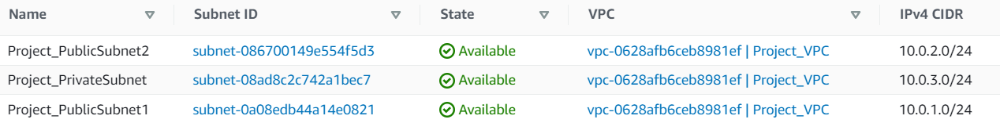 Name Subnet ID State VPC IPv4 CIDR
Project_PublicSubnet2 subnet-086700149e554f5d3 Available vpc-0628afb6ceb8981ef | Project_VPC 10.0.2.0/24
Project_PrivateSubnet subnet-08ad8c2c742a1bec7 Available vpc-0628afb6ceb8981ef | Project_VPC 10.0.3.0/24
Project_PublicSubnet1 subnet-0a08edb44a14e0821 Available vpc-0628afb6ceb8981ef | Project_VPC 10.0.1.0/24